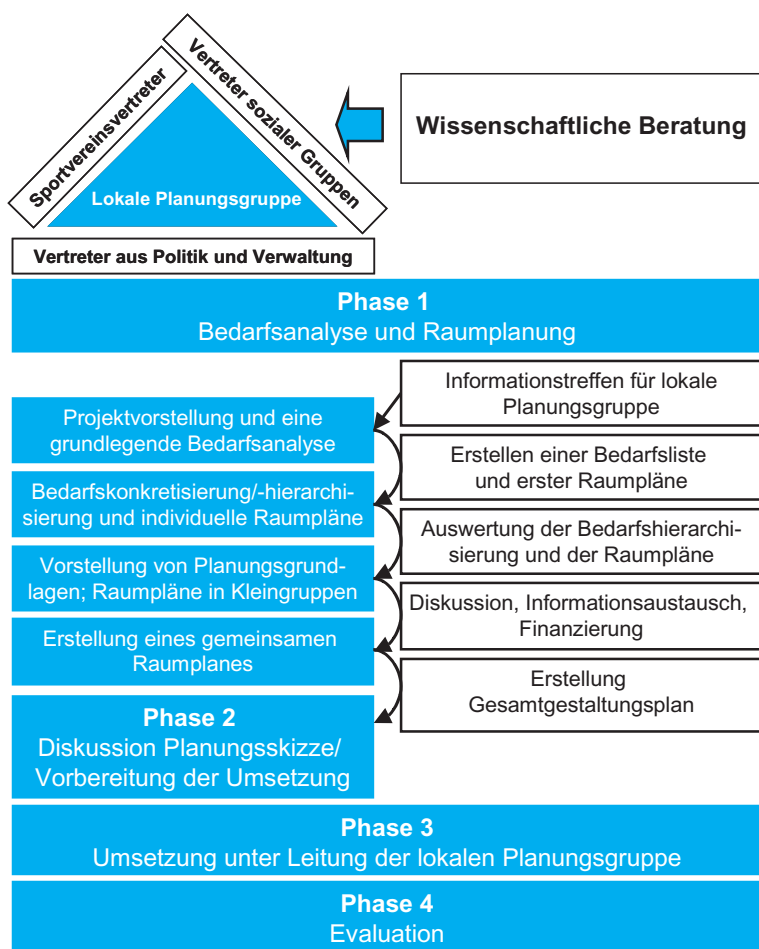 Sportvereinsvertreter
Vertreter sozialer Gruppen
Lokale Planungsgruppe
Vertreter aus Politik und Verwaltung
Wissenschaftliche Beratung
Phase 1
Bedarfsanalyse und Raumplanung
Informationstreffen für lokale
Planungsgruppe
Projektvorstellung und eine
grundlegende Bedarfsanalyse
Erstellen einer Bedarfsliste
und erster Raumpläne
Bedarfskonkretisierung/-hierarchi-
sierung und individuelle Raumpläne
Auswertung der Bedarfshierarchi-
sierung und der Raumpläne
Vorstellung von Planungsgrund-
lagen; Raumpläne in Kleingruppen
Diskussion, Informationsaustausch,
Finanzierung
Erstellung eines gemeinsamen
Raumplanes
Erstellung
Gesamtgestaltungsplan
Phase 2
Diskussion Planungsskizze/
Vorbereitung der Umsetzung
Phase 3
Umsetzung unter Leitung der lokalen Planungsgruppe
Phase 4
Evaluation